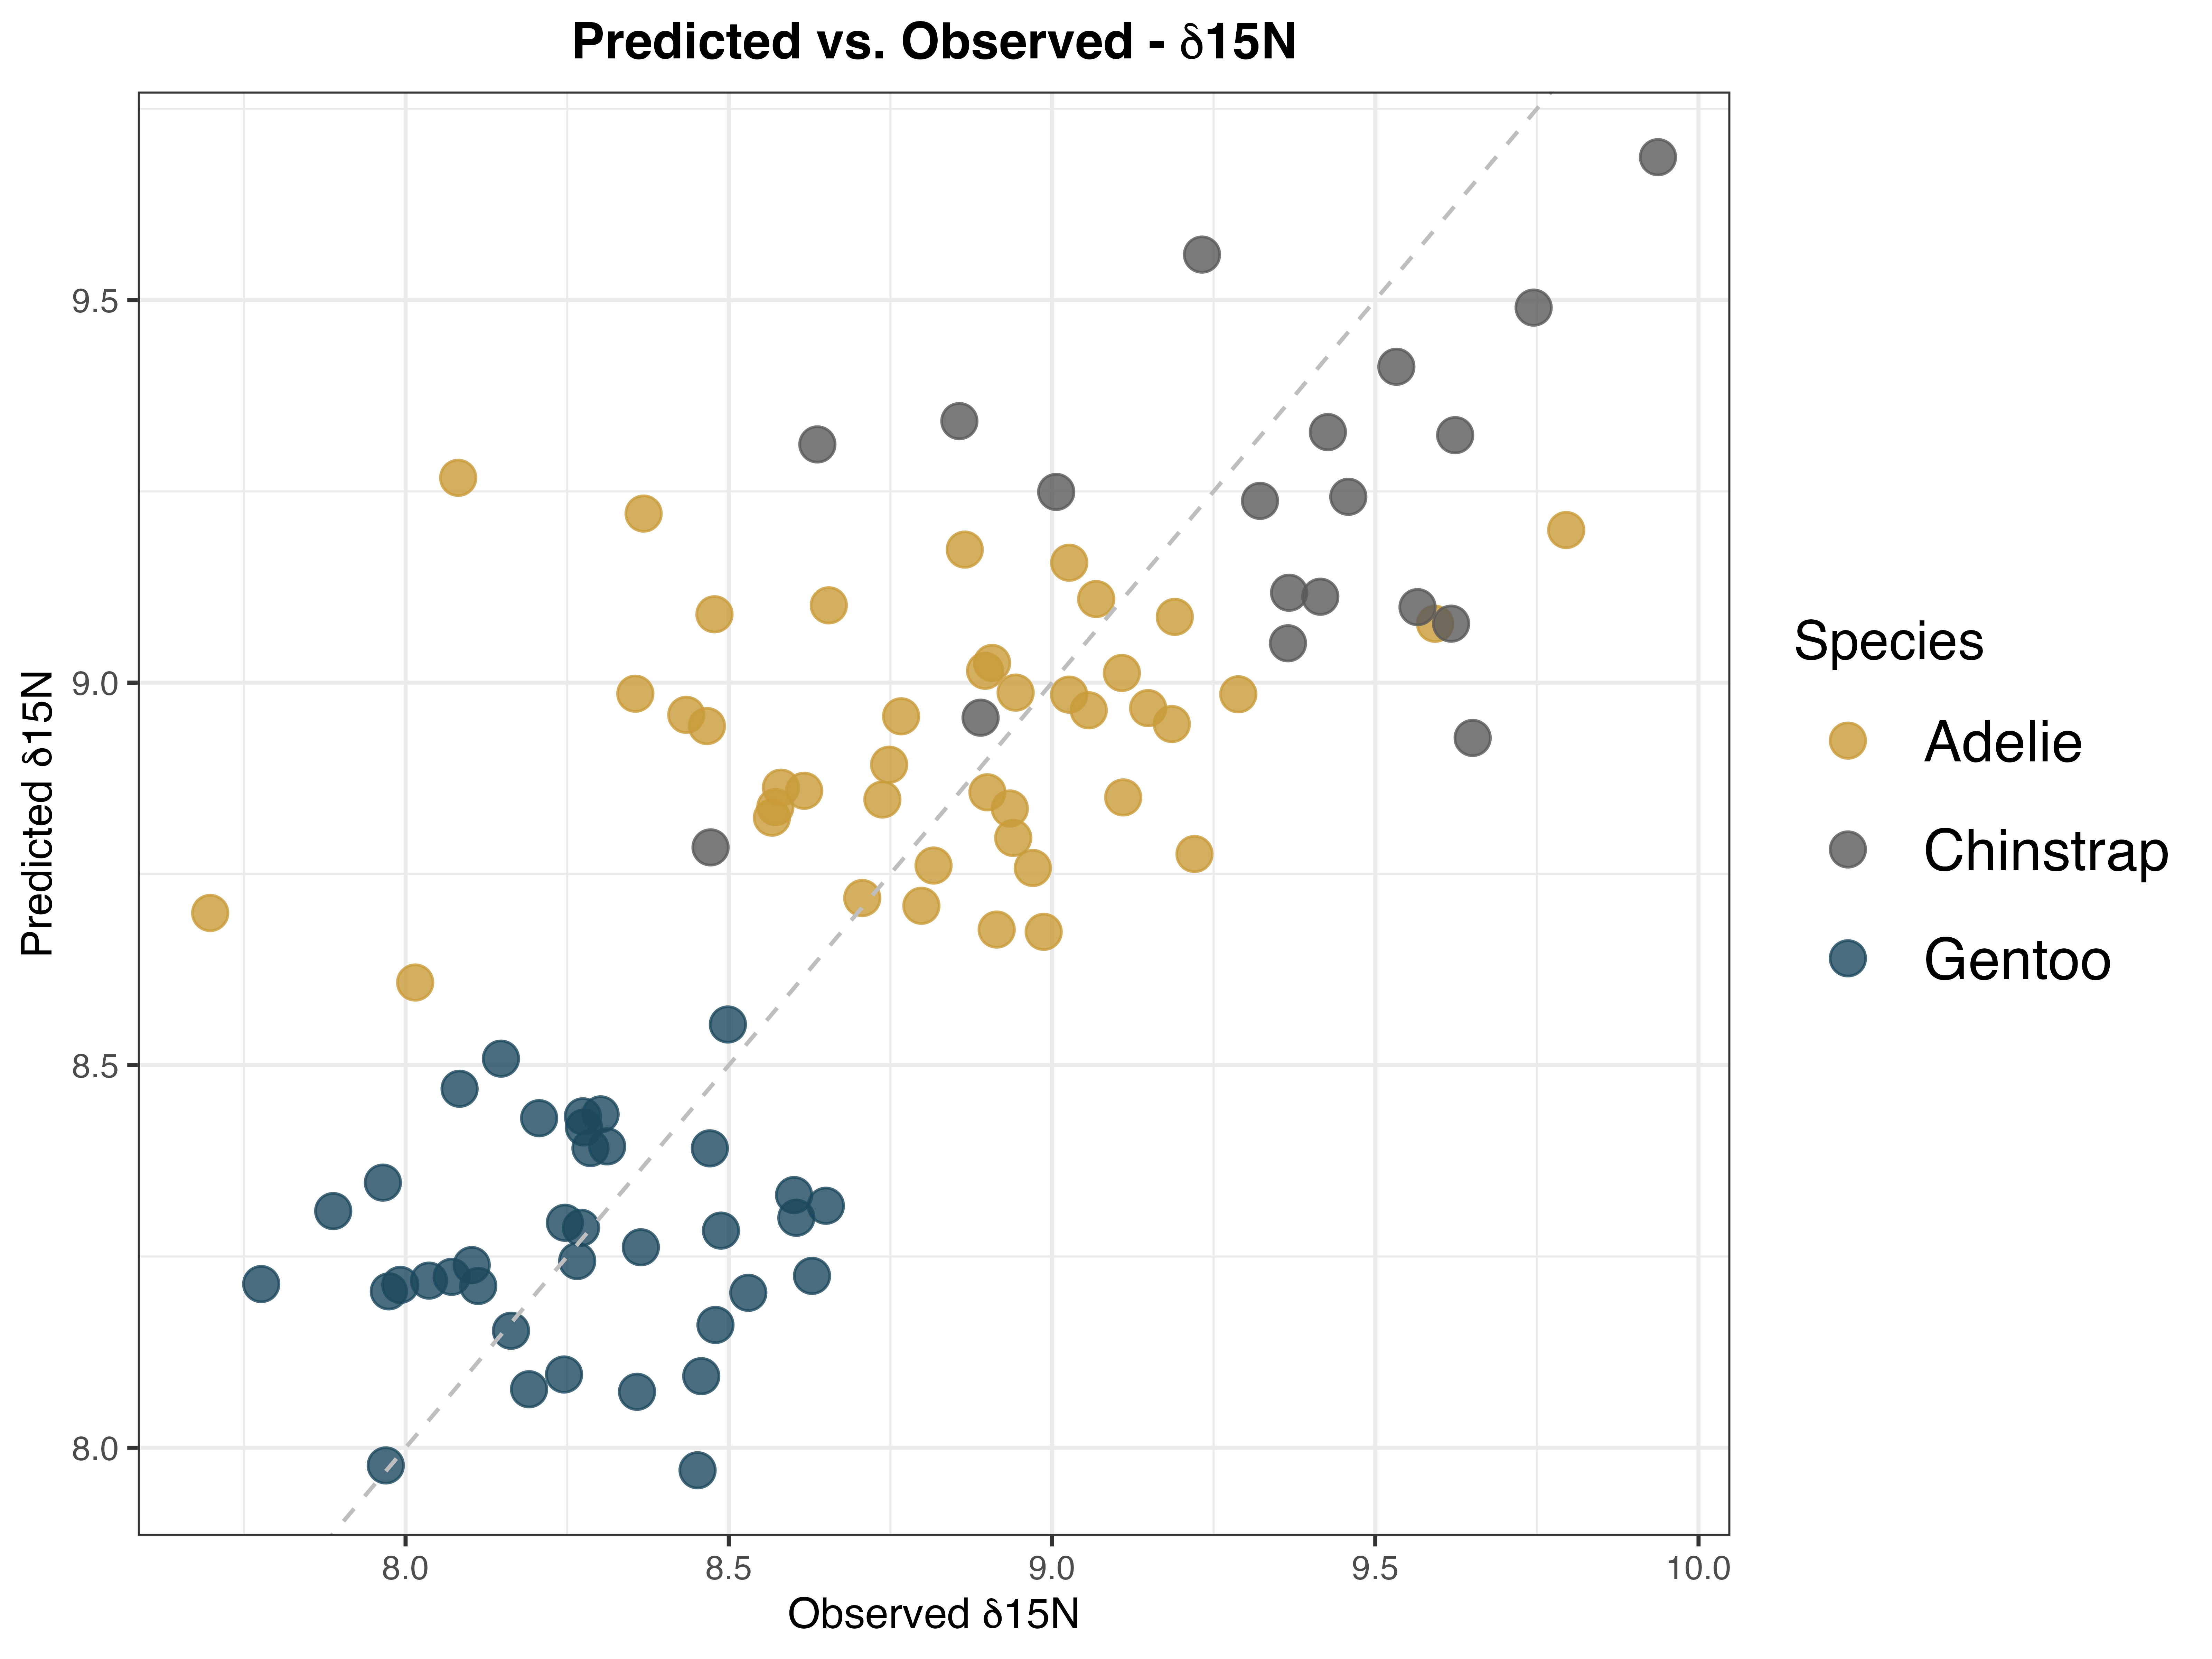 Predicted vs. Observed - δ15N
Predicted δ15N
9.5
9.0
8.5
8.0
8.0
8.5
9.0
9.5
10.0
Observed δ15N
Species
Adelie
Chinstrap
Gentoo